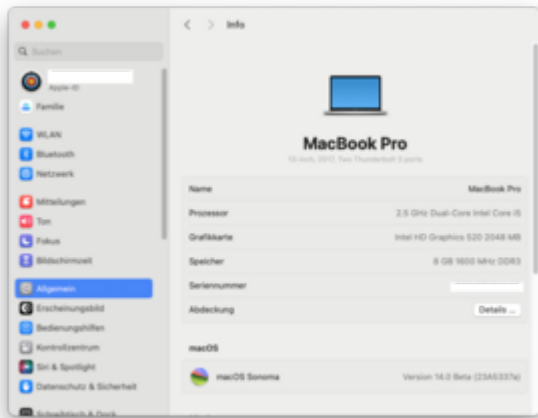 Info
Suchen
Apple-ID
Familie
WLAN
Bluetooth
Netzwerk
Mitteilungen
Ton
Fokus
Bildschirmzeit
Allgemein
Erscheinungsbild
Bedienungshilfen
Kontrollzentrum
Siri & Spotlight
Datenschutz & Sicherheit
Schreibtisch & Dock
MacBook Pro
13-inch, 2017, Two Thunderbolt 3 ports
Name MacBook Pro
Prozessor 2.5 GHz Dual-Core Intel Core i5
Grafikkarte Intel HD Graphics 520 2048 MB
Speicher 8 GB 1600 MHz DDR3
Seriennummer
Abdeckung Details ...
macOS
macOS Sonoma Version 14.0 Beta (23A5337a)